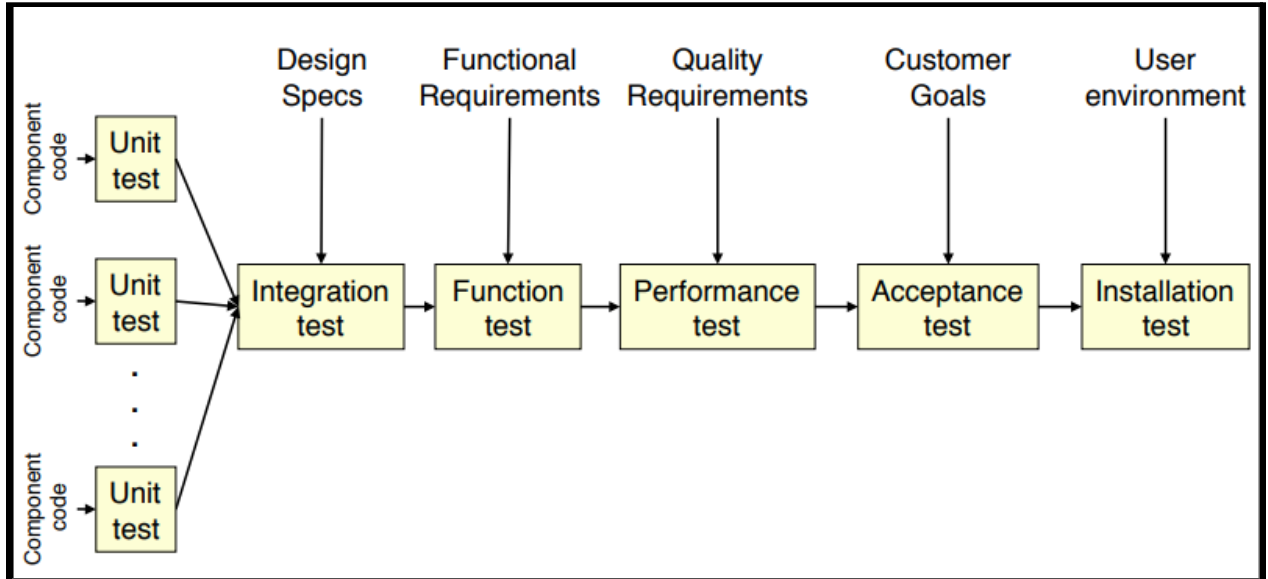 Design
Specs
Functional
Requirements
Quality
Requirements
Customer
Goals
User
environment
Component
code
Unit
test
Component
code
Unit
test
Integration
test
Function
test
Performance
test
Acceptance
test
Installation
test
.
.
.
Component
code
Unit
test